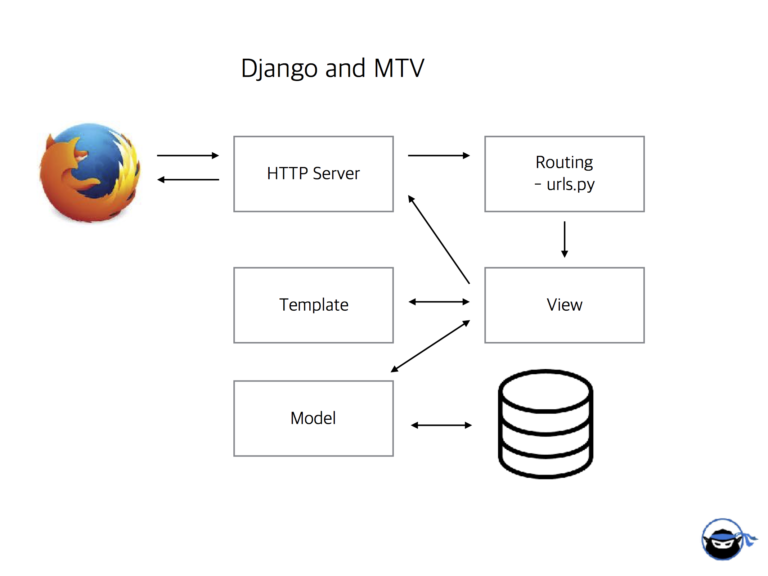 Django and MTV
HTTP Server
Routing
- urls.py
Template
View
Model